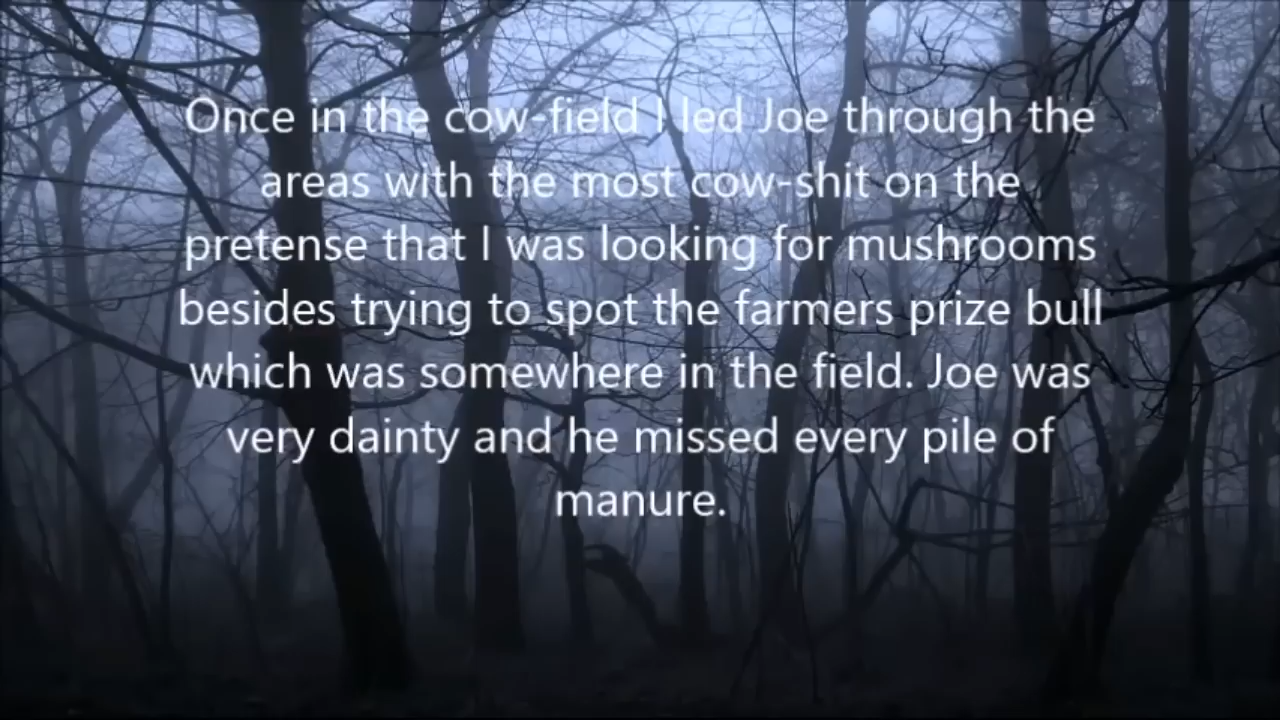 Once in the cow-field I led Joe through the
areas with the most cow-shit on the
pretense that I was looking for mushrooms
besides trying to spot the farmers prize bull
which was somewhere in the field. Joe was
very dainty and he missed every pile of
manure.